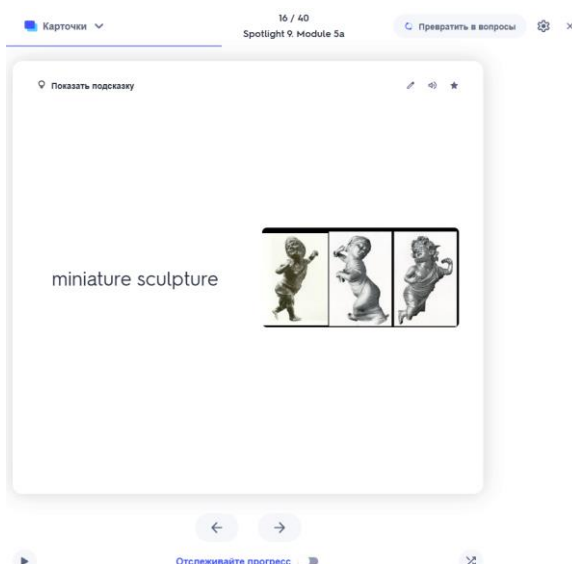 Карточки
16 / 40
Spotlight 9. Module 5a
Превратить в вопросы
Показать подсказку
miniature sculpture
Отслеживайте прогресс